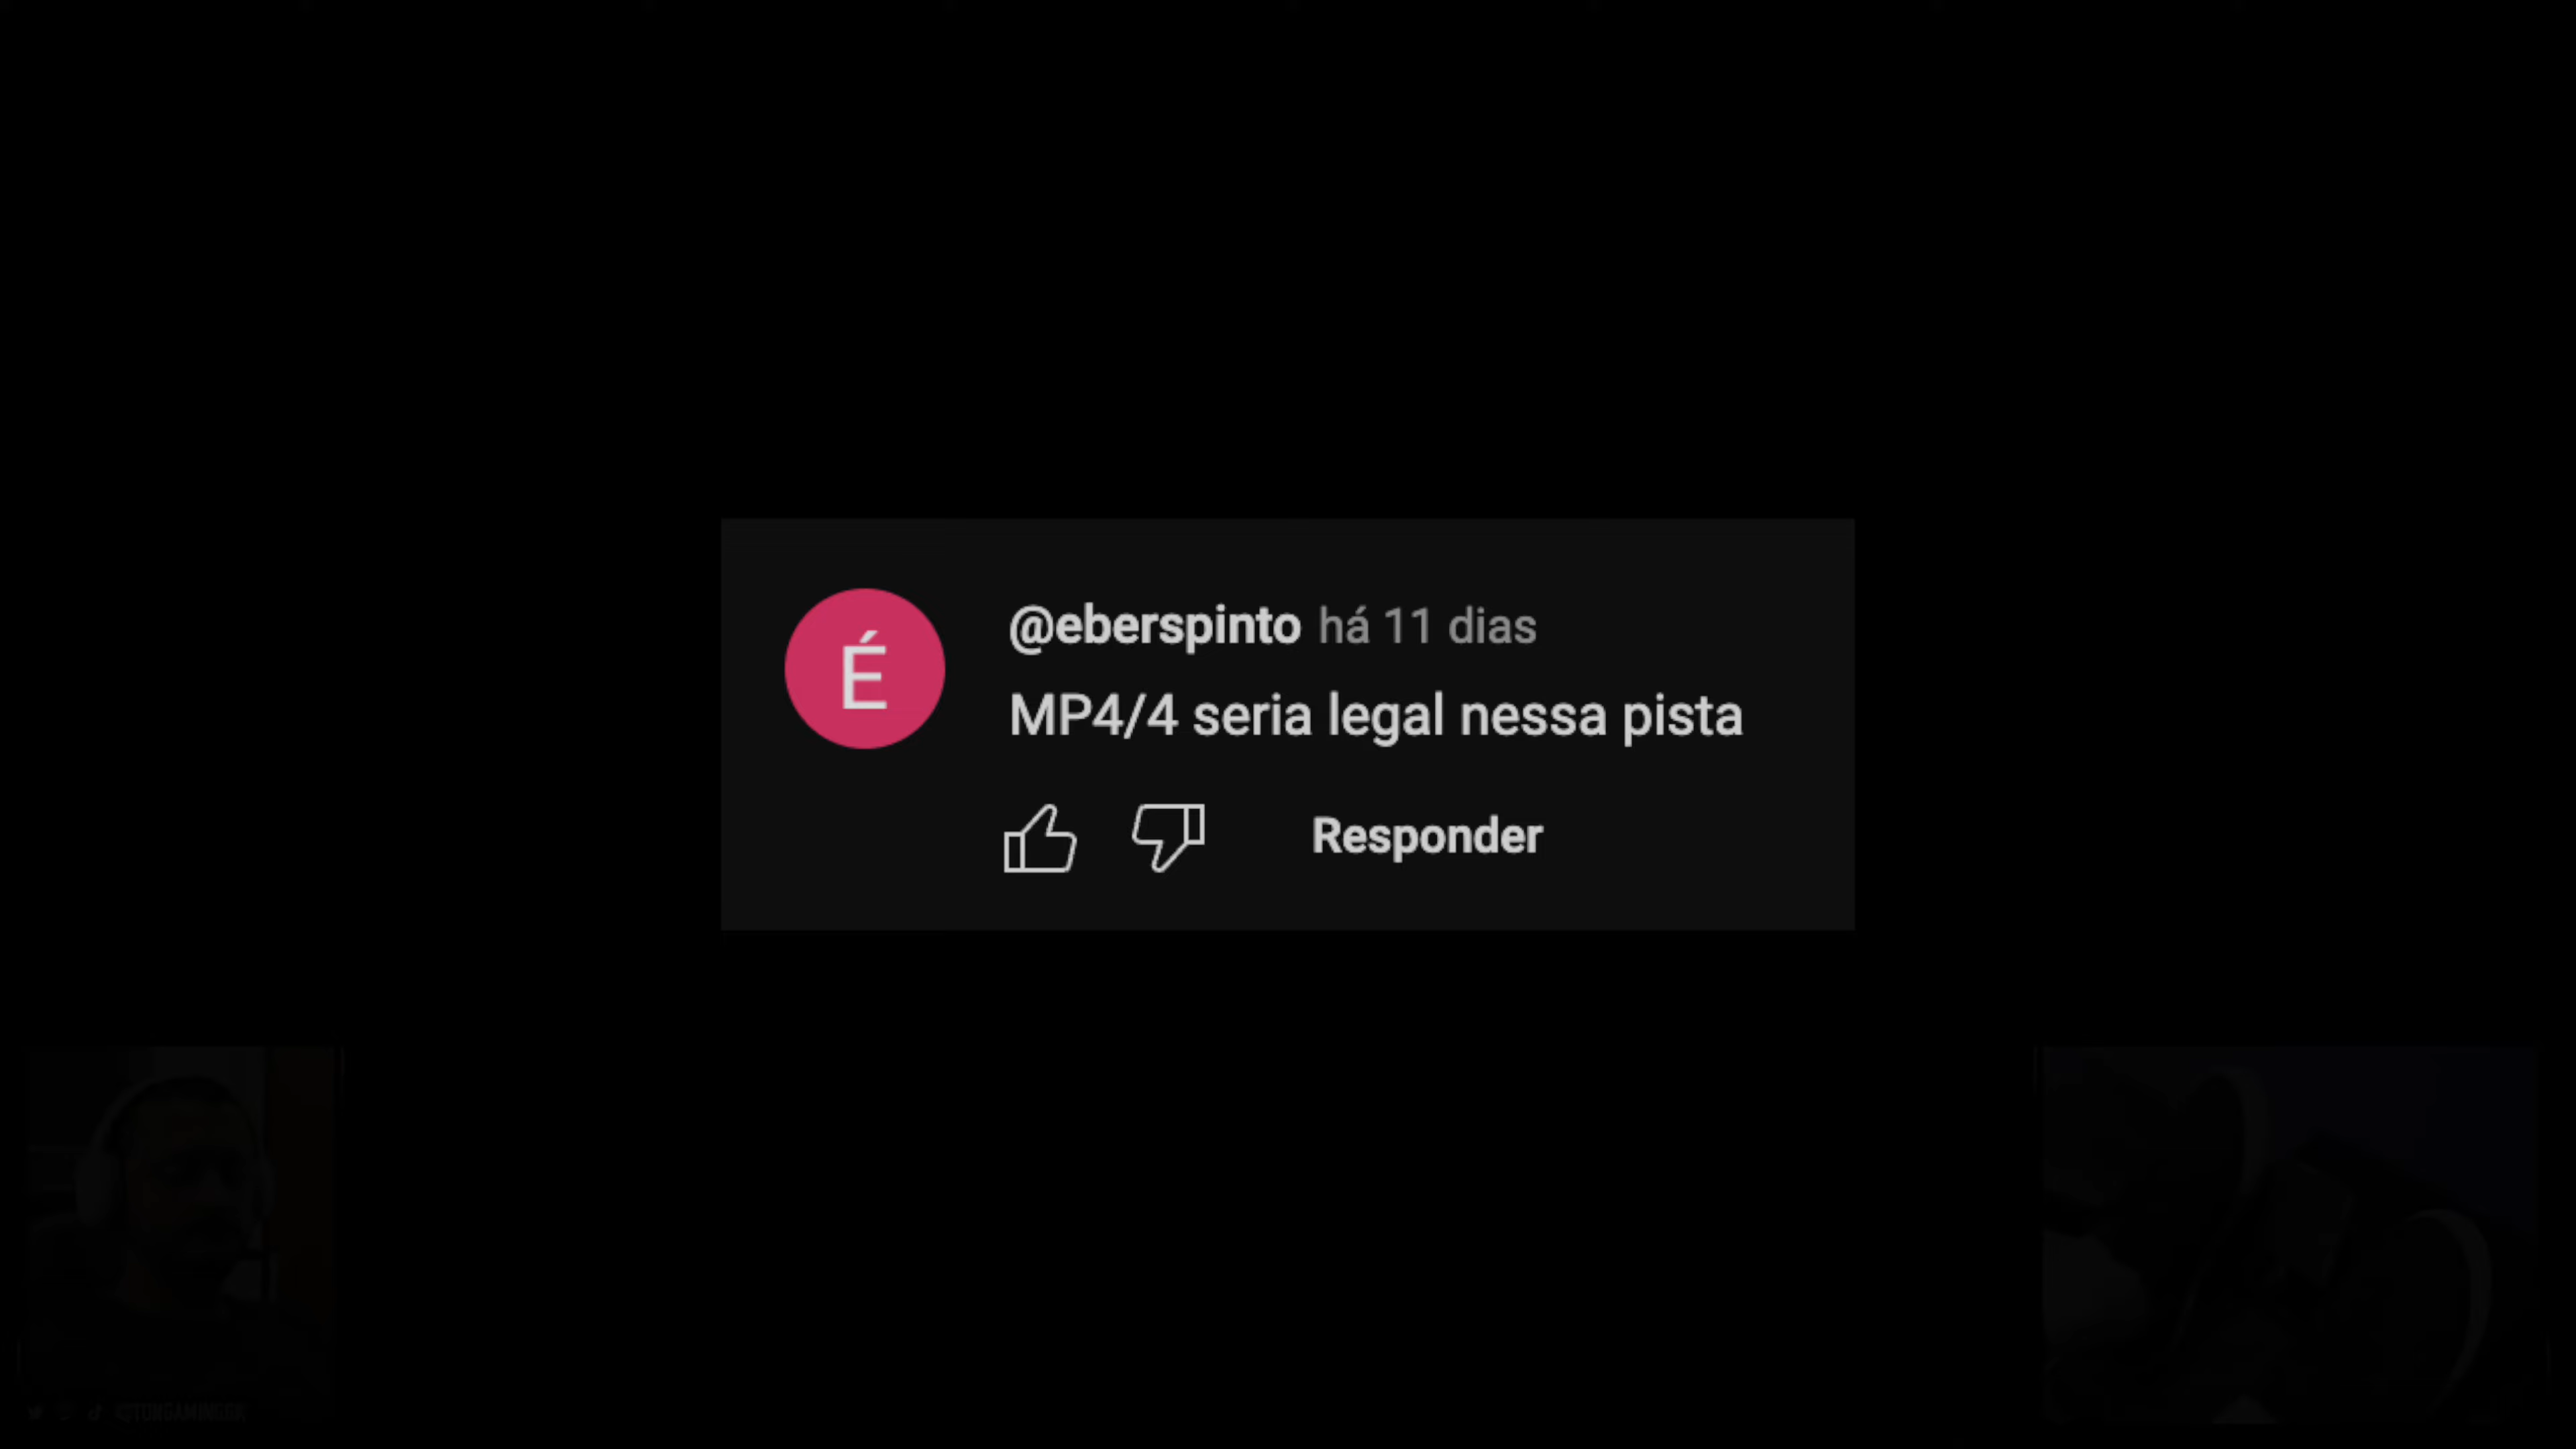 É
@eberspinto há 11 dias
MP4/4 seria legal nessa pista
Responder